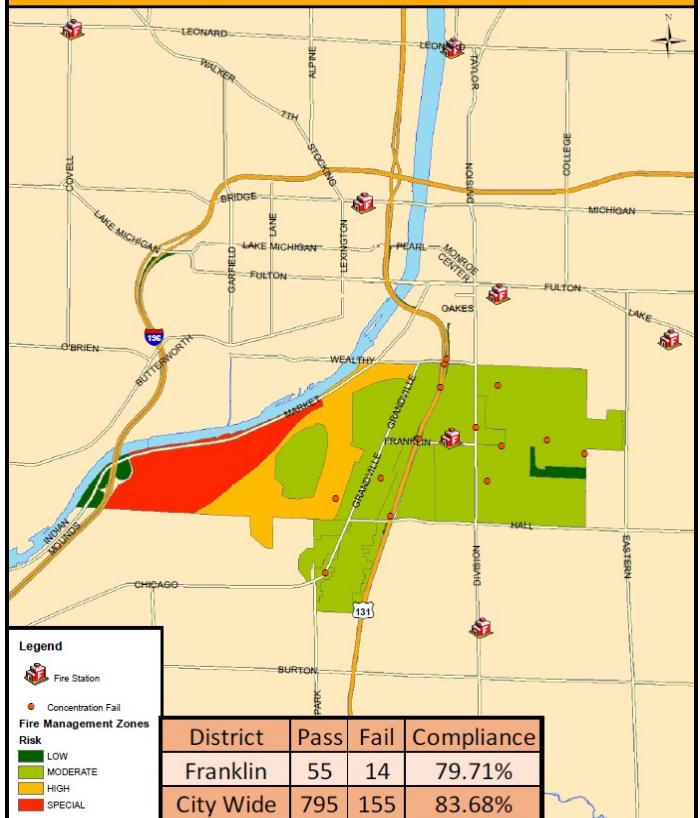 N
LEONARD
LEONARD
WALKER
ALPINE
TAYLOR
7TH
STOCKING
COVELL
COLLEGE
DIVISION
BRIDGE
MICHIGAN
LAKE MICHIGAN
LANE
LEXINGTON
LAKE MICHIGAN
PEARL
MONROE
CENTER
GARFIELD
FULTON
FULTON
OAKES
LAKE
196
O'BRIEN
BUTTERWORTH
WEALTHY
MARKET
GRANDVILLE
FRANKLIN
GRANDVILLE
INDIAN
MOUNDS
HALL
EASTERN
DIVISION
CHICAGO
131
BURTON
PARK
Legend
F Fire Station
Concentration Fail
Fire Management Zones
Risk
LOW
MODERATE
HIGH
SPECIAL
District Pass Fail Compliance
Franklin 55 14 79.71%
City Wide 795 155 83.68%